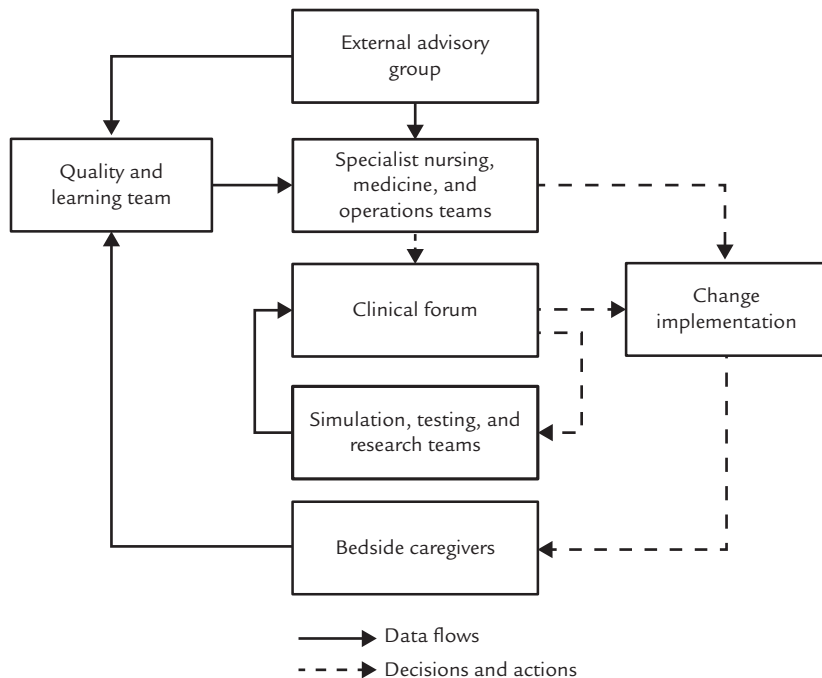 External advisory
group
Quality and
learning team
Specialist nursing,
medicine, and
operations teams
Clinical forum
Change
implementation
Simulation, testing, and
research teams
Bedside caregivers
Data flows
Decisions and actions